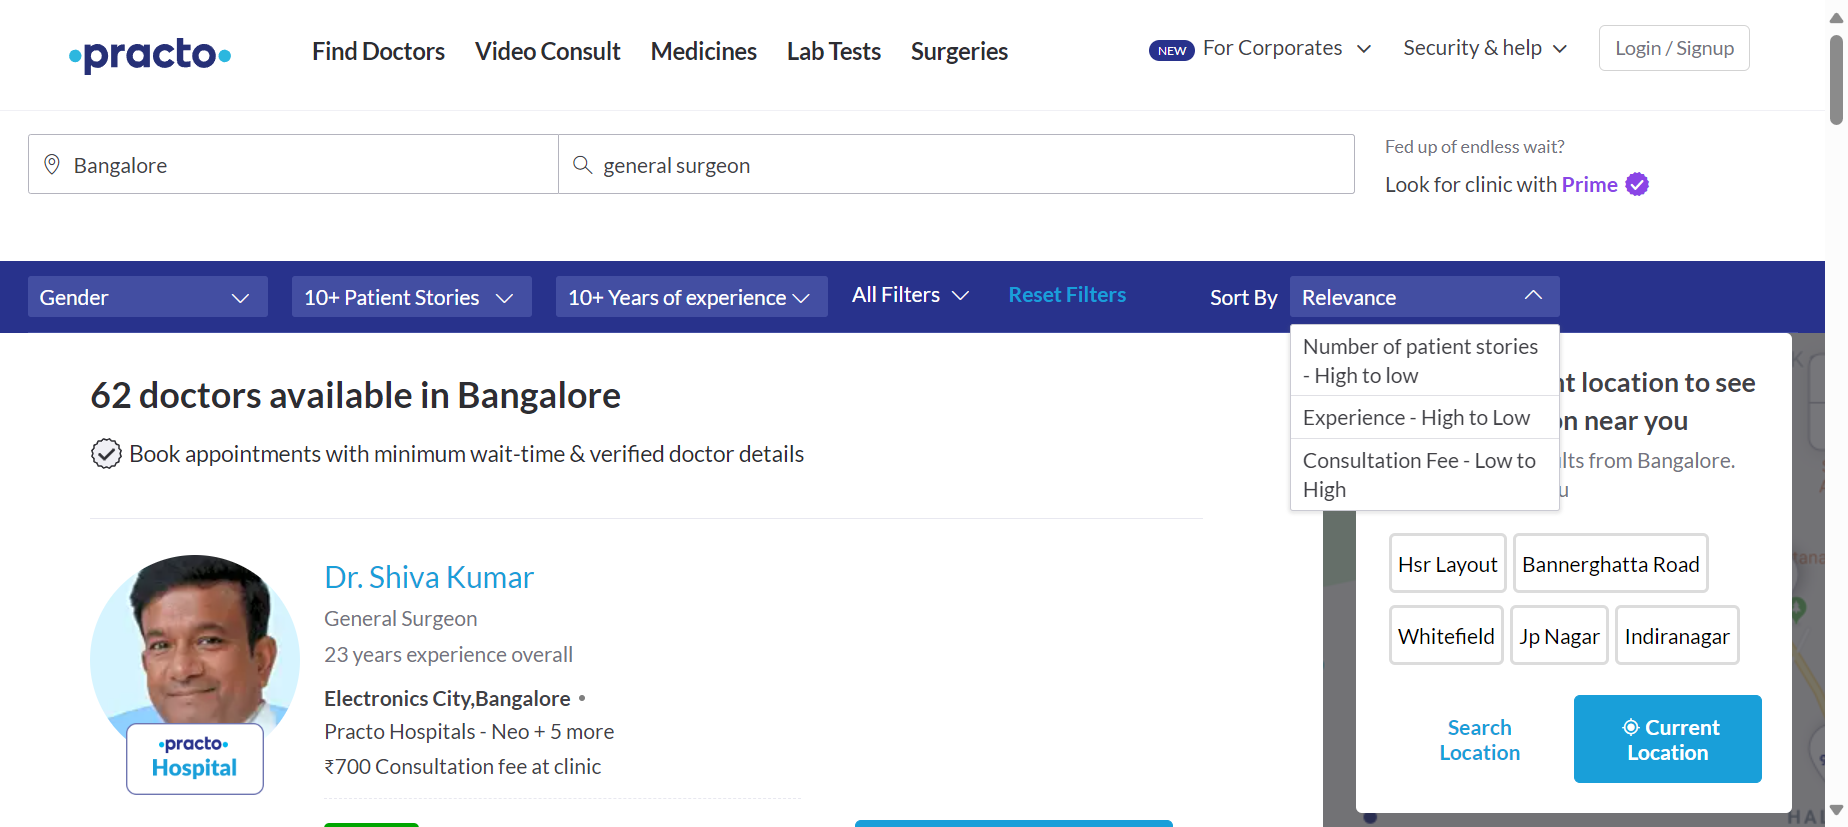 practo
Find Doctors
Video Consult
Medicines
Lab Tests
Surgeries
NEW For Corporates
Security & help
Login / Signup
Bangalore
general surgeon
Fed up of endless wait?
Look for clinic with Prime
Gender
10+ Patient Stories
10+ Years of experience
All Filters
Reset Filters
Sort By
Relevance
Number of patient stories
- High to low
Experience - High to Low
Consultation Fee - Low to
High
nt location to see
on near you
lts from Bangalore.
u
62 doctors available in Bangalore
Book appointments with minimum wait-time & verified doctor details
Dr. Shiva Kumar
General Surgeon
23 years experience overall
Electronics City,Bangalore •
Practo Hospitals - Neo + 5 more
₹700 Consultation fee at clinic
practo
Hospital
Hsr Layout
Bannerghatta Road
Whitefield
Jp Nagar
Indiranagar
Search
Location
Current
Location